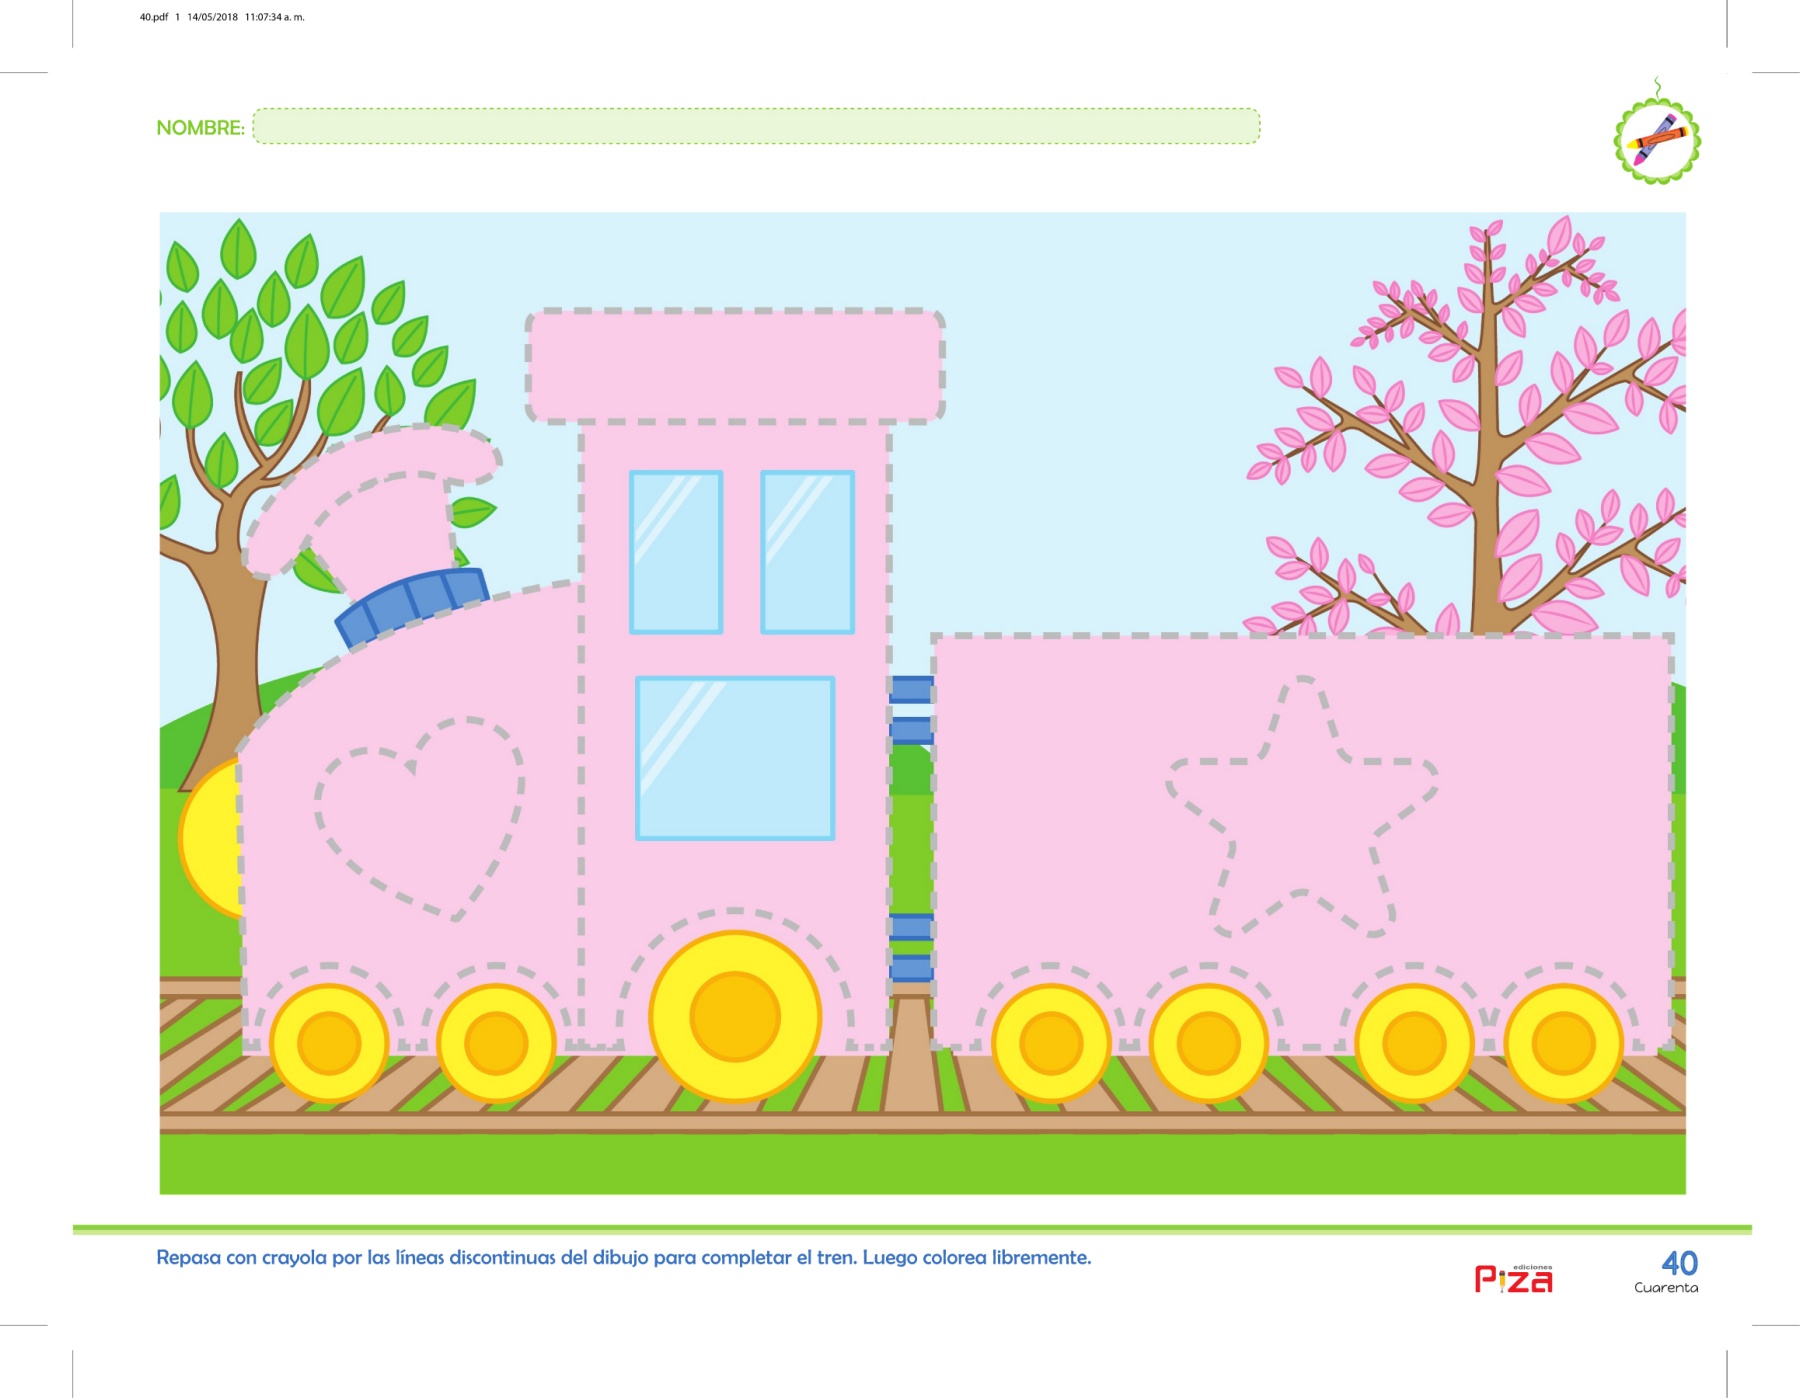 40.pdf 1 14/05/2018 11:07:34 a. m.
NOMBRE:
Repasa con crayola por las líneas discontinuas del dibujo para completar el tren. Luego colorea libremente.
ediciones
Piza
40
Cuarenta